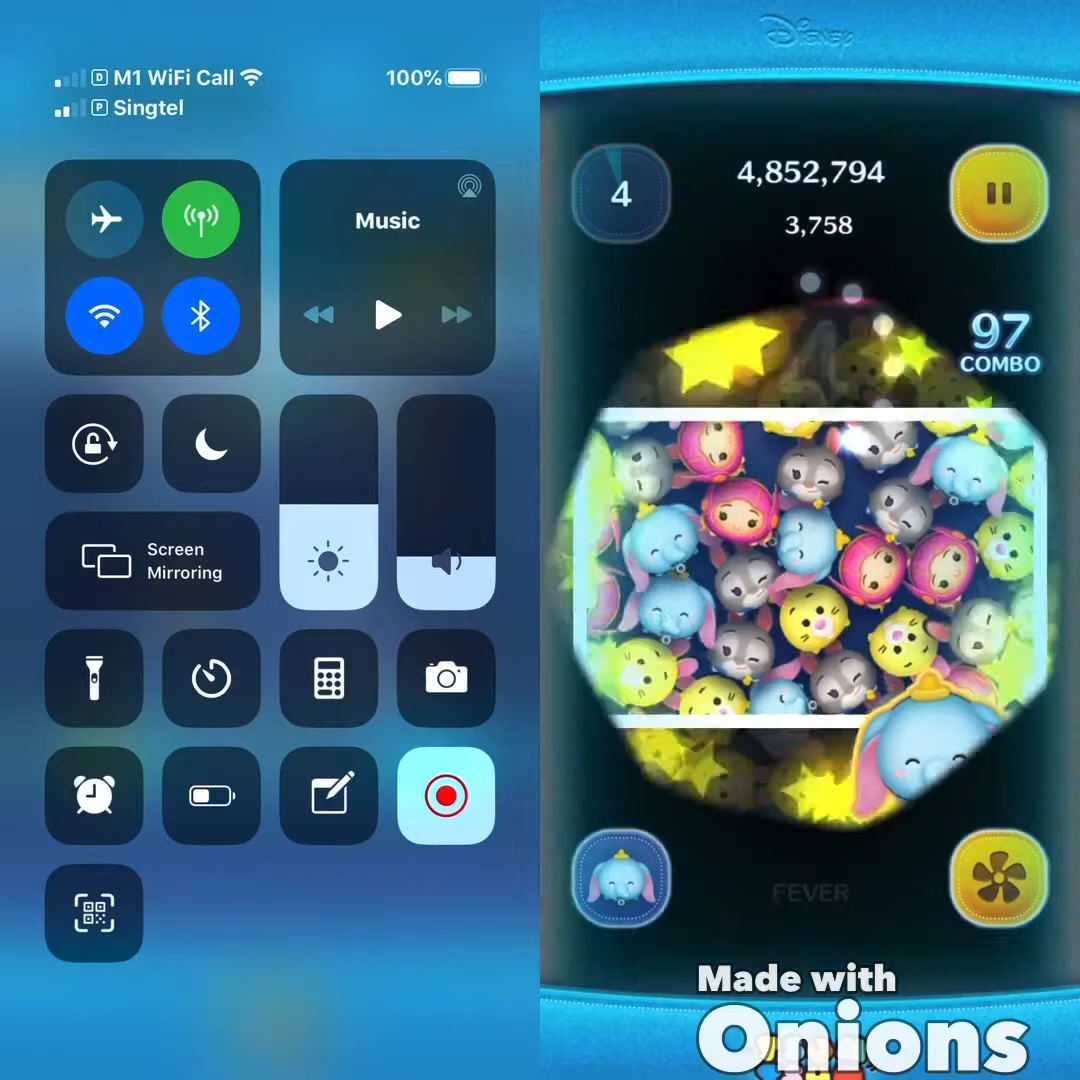 D M1 WiFi Call
100%
P Singtel
Music
Screen
Mirroring
Disney
4
4,852,794
3,758
97
COMBO
FEVER
Made with
Onions